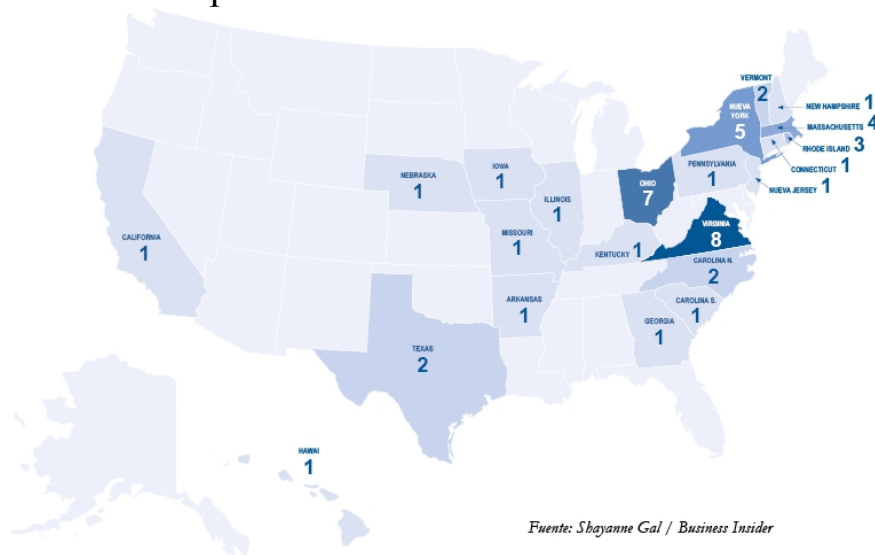 VERMONT
2
NEW HAMPSHIRE 1
NUEVA
YORK
5
MASSACHUSETTS 4
RHODE ISLAND 3
CONNECTICUT 1
NUEVA JERSEY 1
PENNSYLVANIA
1
OHIO
7
IOWA
1
NEBRASKA
1
ILLINOIS
1
MISSOURI
1
KENTUCKY 1
VIRGINIA
8
CALIFORNIA
1
CAROLINA N.
2
CAROLINA S.
1
ARKANSAS
1
GEORGIA
1
TEXAS
2
HAWAI
1
Fuente: Shayanne Gal / Business Insider